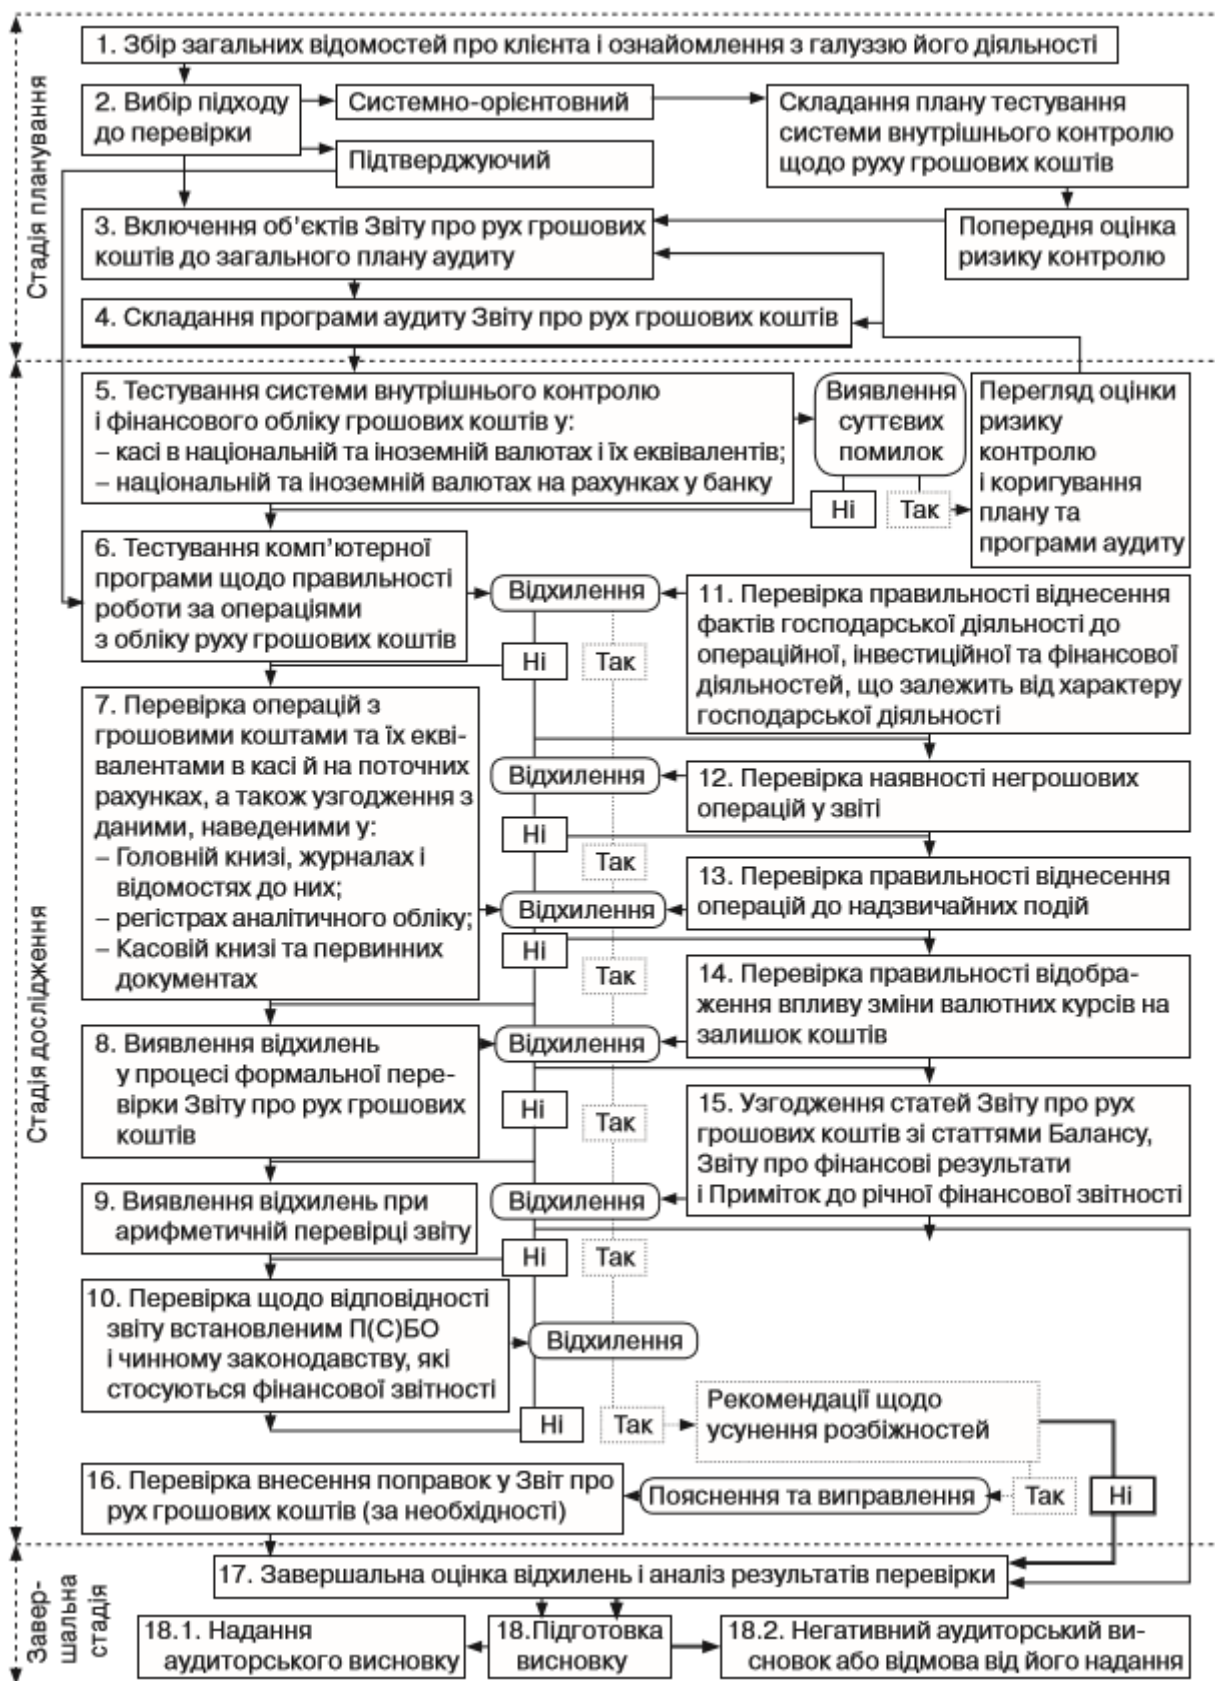 Стадія планування
1. Збір загальних відомостей про клієнта і ознайомлення з галуззю його діяльності
2. Вибір підходу
до перевірки
Системно-орієнтовний
Підтверджуючий
Складання плану тестування
системи внутрішнього контролю
щодо руху грошових коштів
3. Включення об’єктів Звіту про рух грошових
коштів до загального плану аудиту
Попередня оцінка
ризику контролю
4. Складання програми аудиту Звіту про рух грошових коштів
Стадія дослідження
5. Тестування системи внутрішнього контролю
і фінансового обліку грошових коштів у:
– касі в національній та іноземній валютах і їх еквівалентів;
– національній та іноземній валютах на рахунках у банку
Виявлення
суттєвих
помилок
Ні
Так
Перегляд оцінки
ризику
контролю
і коригування
плану та
програми аудиту
6. Тестування комп’ютерної
програми щодо правильності
роботи за операціями
з обліку руху грошових коштів
Відхилення
Ні
Так
11. Перевірка правильності віднесення
фактів господарської діяльності до
операційної, інвестиційної та фінансової
діяльностей, що залежить від характеру
господарської діяльності
7. Перевірка операцій з
грошовими коштами та їх екві-
валентами в касі й на поточних
рахунках, а також узгодження з
даними, наведеними у:
– Головній книзі, журналах і
відомостях до них;
– регістрах аналітичного обліку;
– Касовій книзі та первинних
документах
Відхилення
Ні
Так
12. Перевірка наявності негрошових
операцій у звіті
Відхилення
Ні
Так
13. Перевірка правильності віднесення
операцій до надзвичайних подій
14. Перевірка правильності відобра-
ження впливу зміни валютних курсів на
залишок коштів
8. Виявлення відхилень
у процесі формальної пере-
вірки Звіту про рух грошових
коштів
Відхилення
Ні
Так
15. Узгодження статей Звіту про рух
грошових коштів зі статтями Балансу,
Звіту про фінансові результати
і Приміток до річної фінансової звітності
9. Виявлення відхилень при
арифметичній перевірці звіту
Відхилення
Ні
Так
10. Перевірка щодо відповідності
звіту встановленим П(С)БО
і чинному законодавству, які
стосуються фінансової звітності
Відхилення
Ні
Так
Рекомендації щодо
усунення розбіжностей
16. Перевірка внесення поправок у Звіт про
рух грошових коштів (за необхідності)
Пояснення та виправлення
Так
Ні
Завер-
шальна
стадія
17. Завершальна оцінка відхилень і аналіз результатів перевірки
18.1. Надання
аудиторського висновку
18.Підготовка
висновку
18.2. Негативний аудиторський ви-
сновок або відмова від його надання